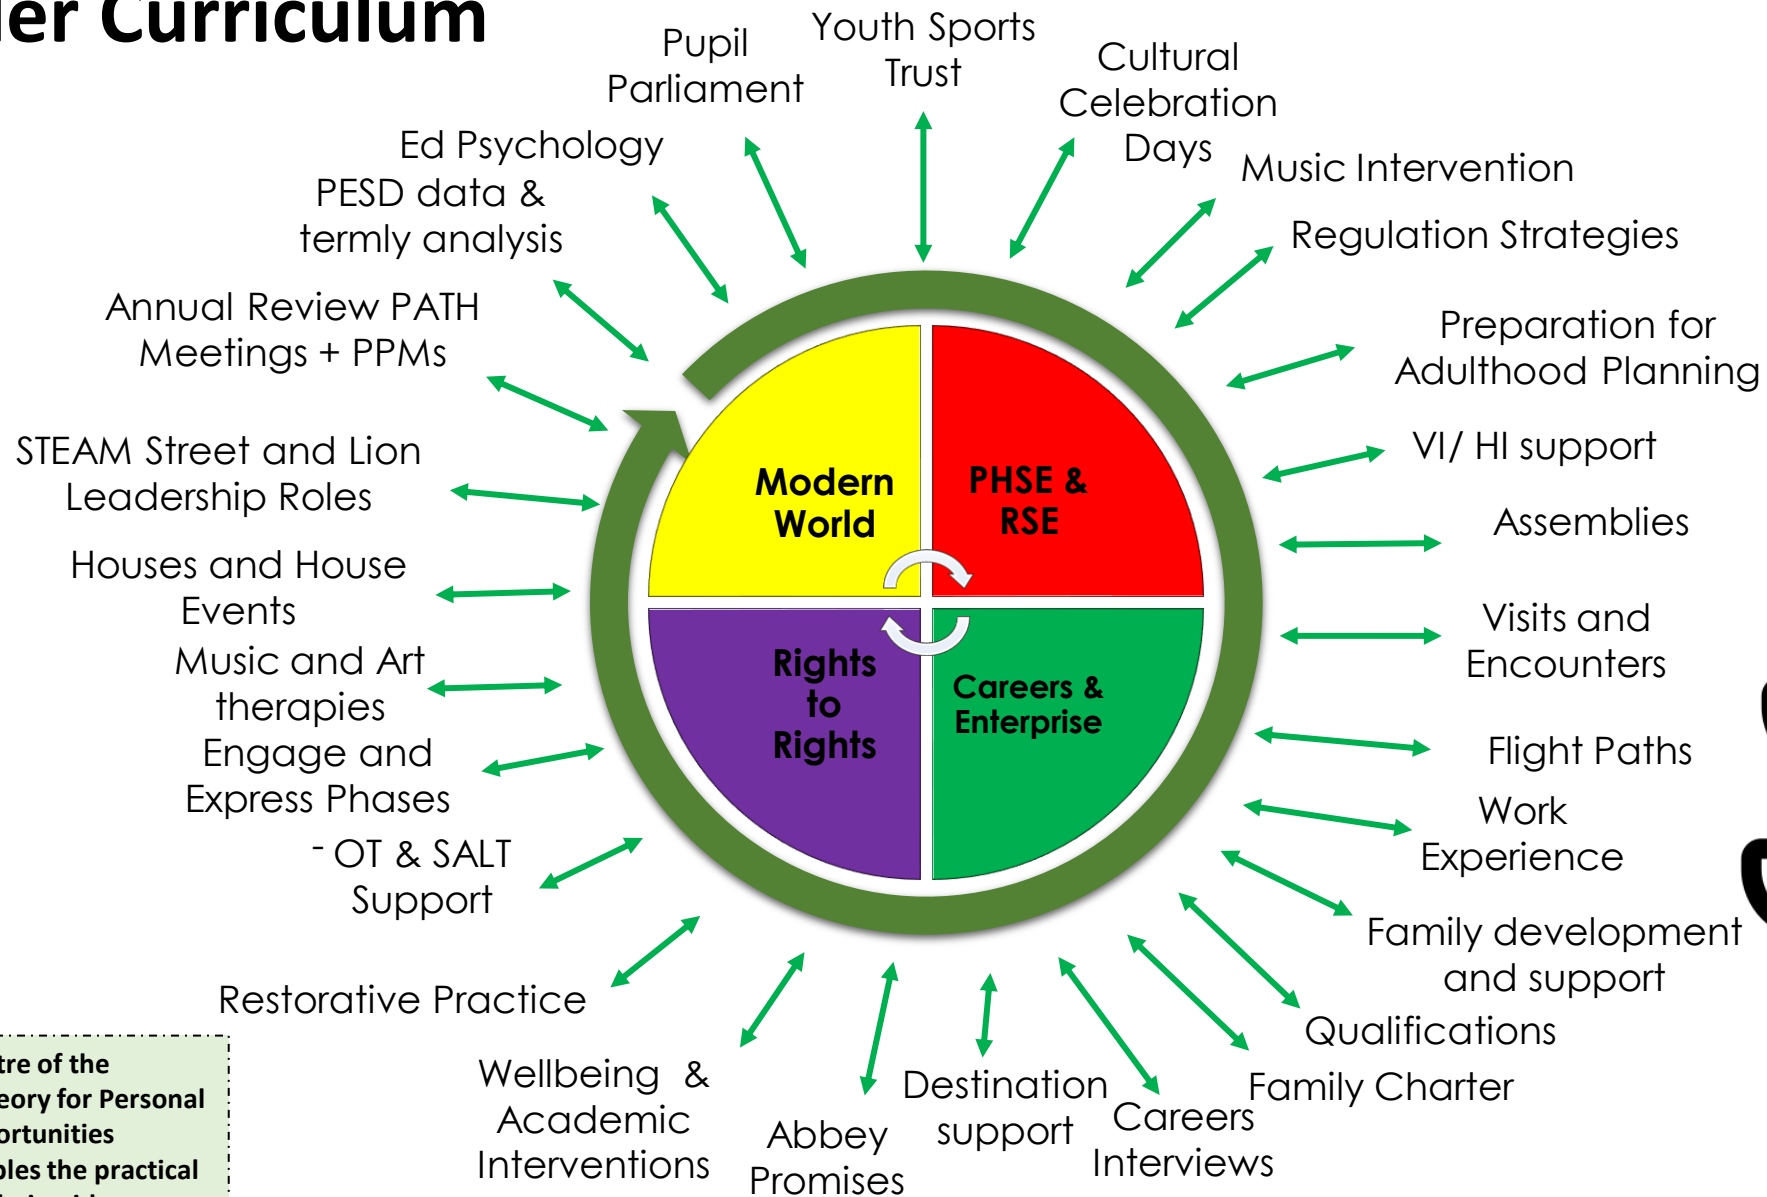 Curriculum
Pupil
Parliament
Youth Sports
Trust
Cultural
Celebration
Days
Music Intervention
Regulation Strategies
Preparation for
Adulthood Planning
VI/ HI support
Assemblies
Visits and
Encounters
Flight Paths
Work
Experience
Family development
and support
Qualifications
Family Charter
Careers
Interviews
Destination
support
Abbey
Promises
Wellbeing &
Academic
Interventions
Restorative Practice
- OT & SALT
Support
Engage and
Express Phases
Music and Art
therapies
Houses and House
Events
STEAM Street and Lion
Leadership Roles
Annual Review PATH
Meetings + PPMs
PESD data &
termly analysis
Ed Psychology
Modern
World
PHSE &
RSE
Rights
to
Rights
Careers &
Enterprise
tre of the
eory for Personal
ortunities
bles the practical